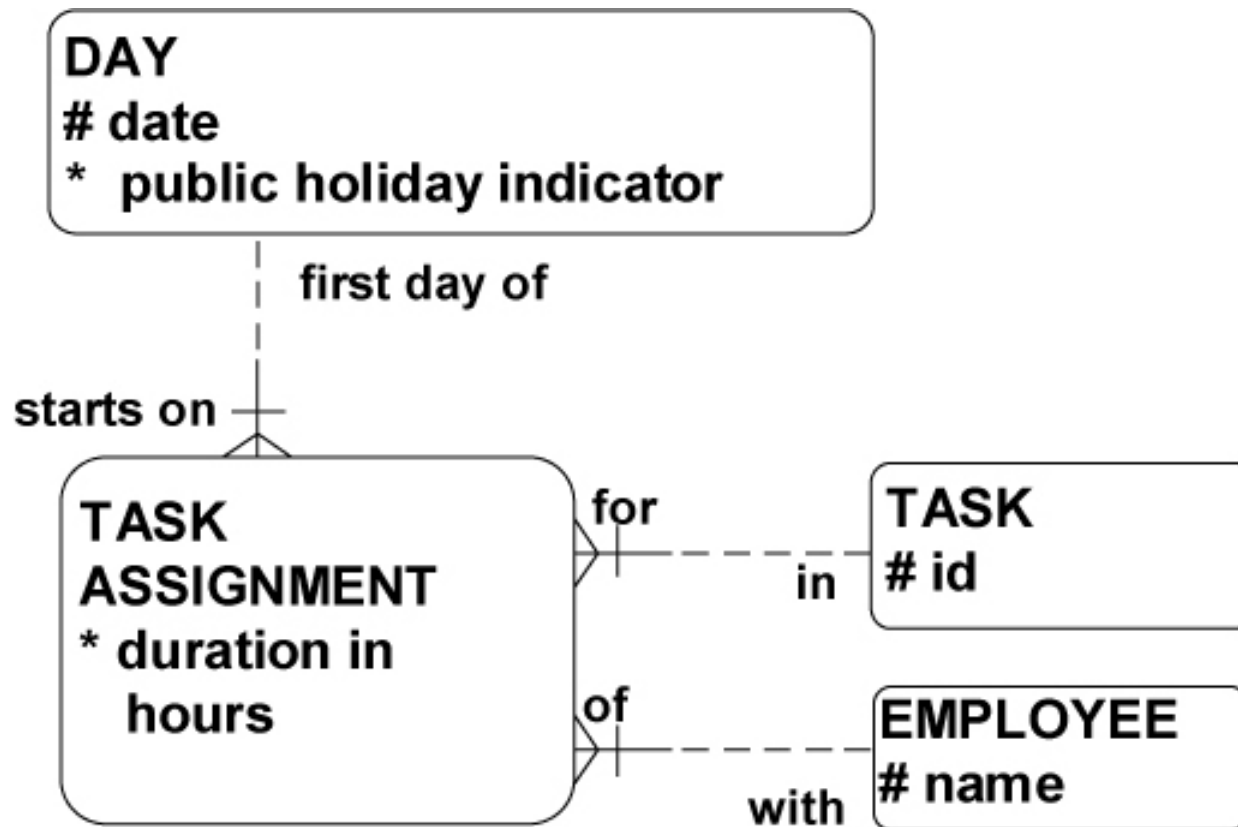 DAY
# date
* public holiday indicator
first day of
starts on
TASK
ASSIGNMENT
* duration in
hours
for
in
TASK
# id
of
with
EMPLOYEE
# name